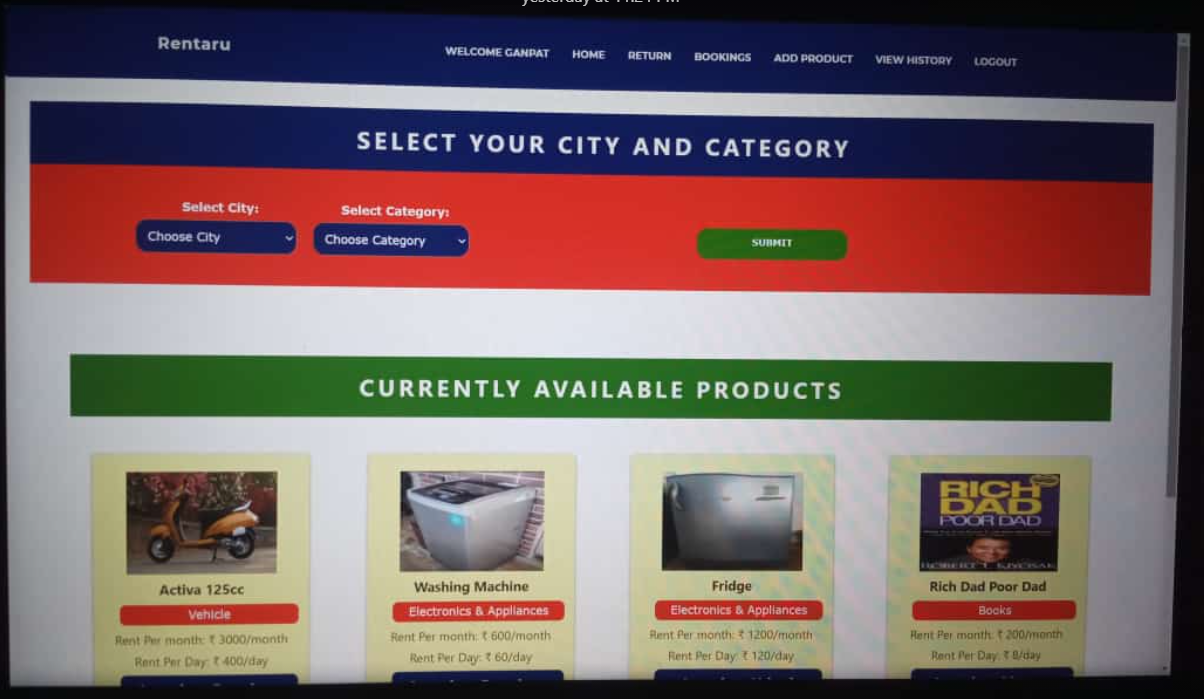 Rentaru
WELCOME GANPAT HOME RETURN BOOKINGS ADD PRODUCT VIEW HISTORY LOGOUT
SELECT YOUR CITY AND CATEGORY
Select City: Select Category:
Choose City Choose Category SUBMIT
CURRENTLY AVAILABLE PRODUCTS
RICH
DAD
POOR DAD
Activa 125cc Washing Machine Fridge Rich Dad Poor Dad
Vehicle Electronics & Appliances Electronics & Appliances Books
Rent Per month: ₹ 3000/month Rent Per month: ₹ 600/month Rent Per month: ₹ 1200/month Rent Per month: ₹ 200/month
Rent Per Day: ₹ 400/day Rent Per Day: ₹ 60/day Rent Per Day: ₹ 120/day Rent Per Day: ₹ 8/day